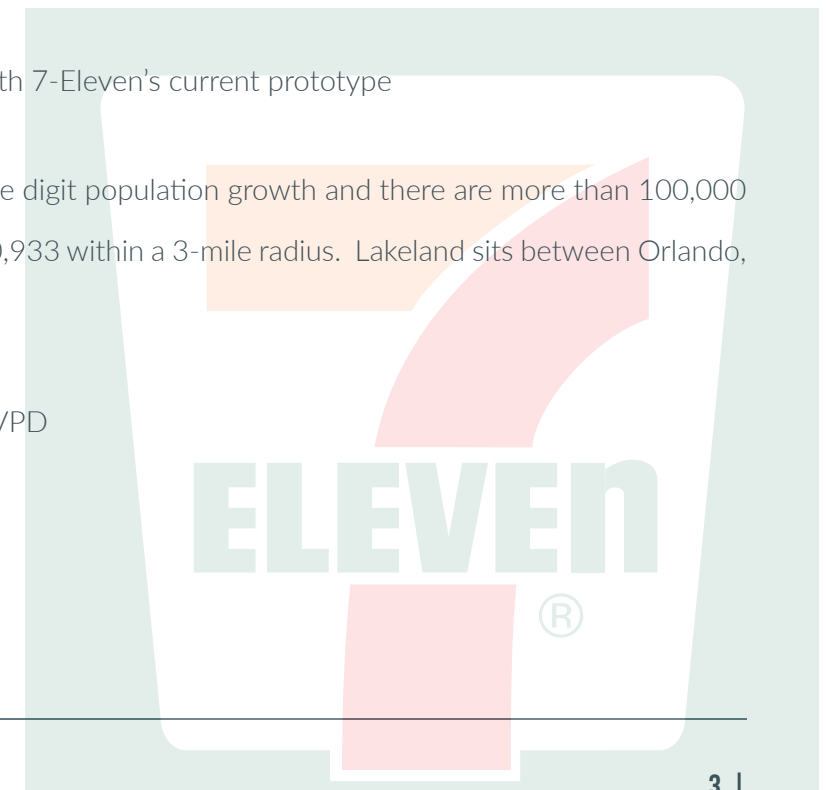 th 7-Eleven's current prototype
e digit population growth and there are more than 100,000
,933 within a 3-mile radius. Lakeland sits between Orlando,
VPD
ELEVEn
®
3 |